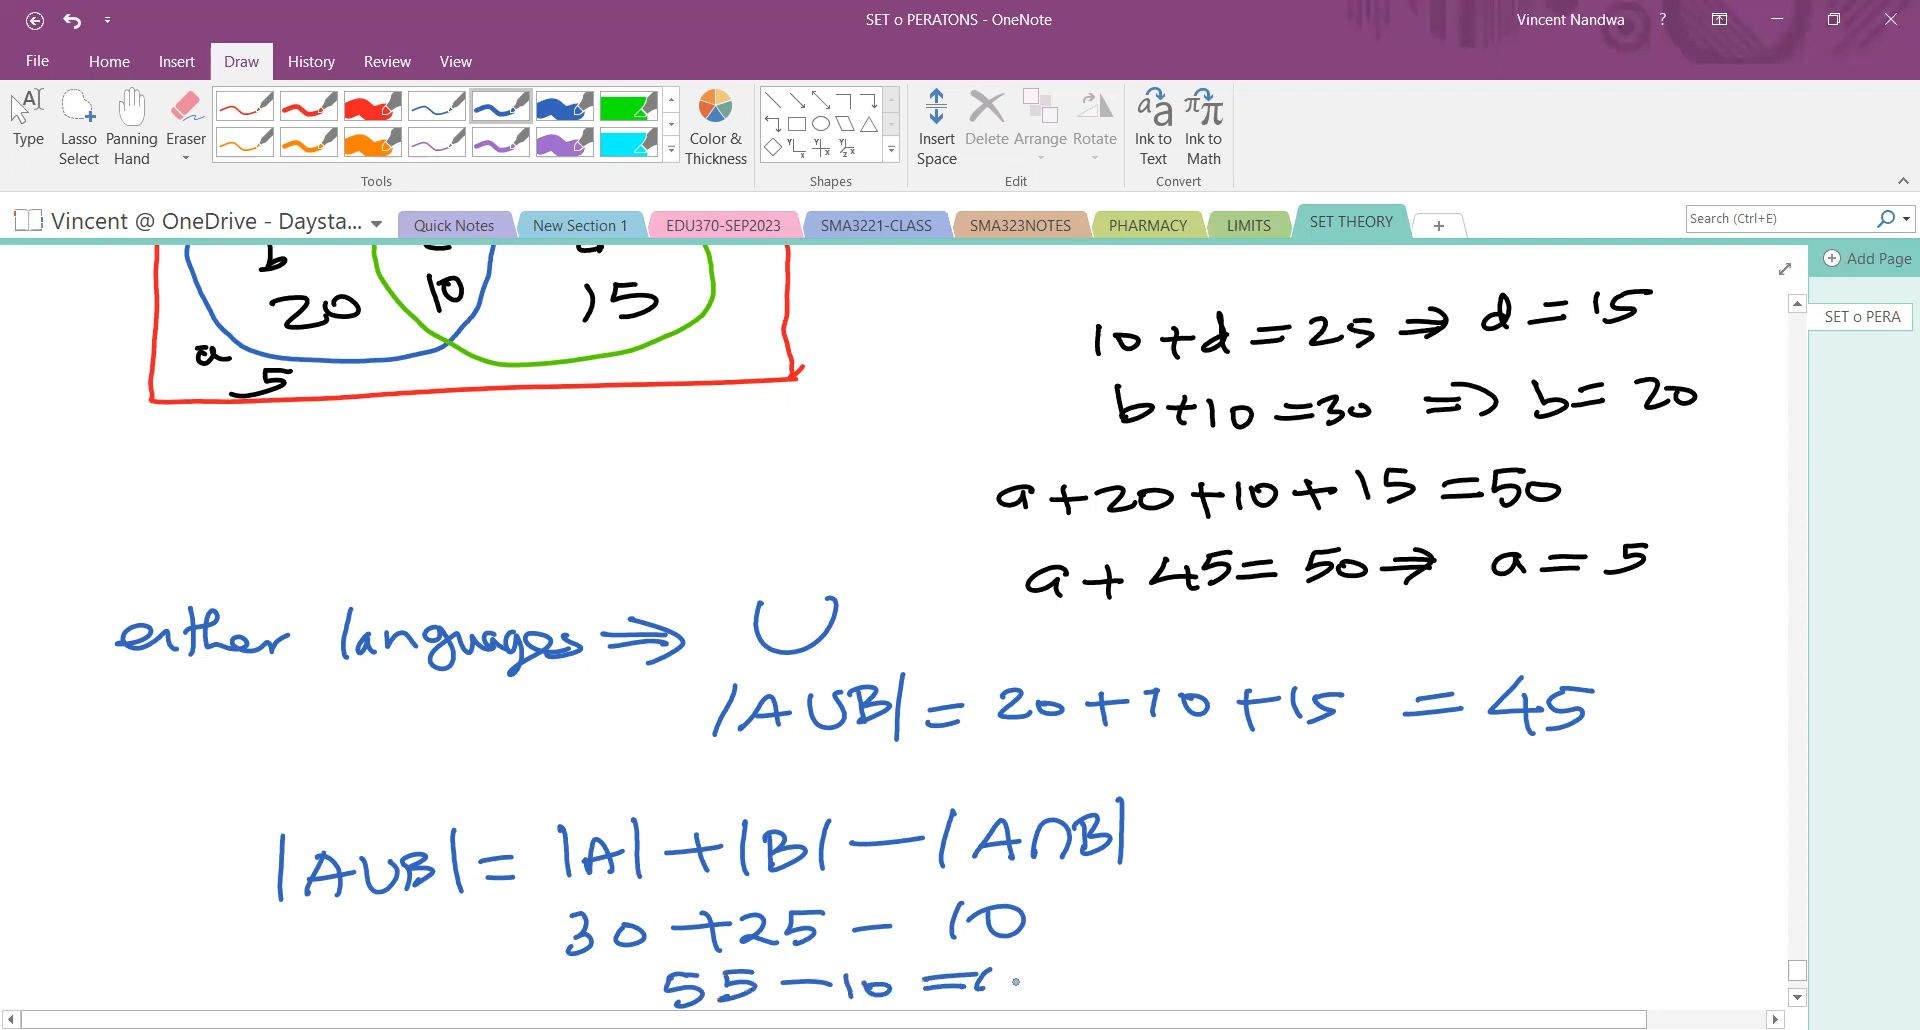 SET o PERATONS - OneNote
Vincent Nandwa
?
File Home Insert Draw History Review View
Type
Lasso Select
Panning Hand
Eraser
Color & Thickness
Insert Space
Delete
Arrange
Rotate
Ink to Text
Ink to Math
Tools Shapes Edit Convert
Vincent @ OneDrive - Daysta...
Quick Notes New Section 1 EDU370-SEP2023 SMA3221-CLASS SMA323NOTES PHARMACY LIMITS SET THEORY +
Search (Ctrl+E)
Add Page
SET o PERA
b
20 10 15
a
5
10 + d = 25 ⇒ d = 15
b + 10 = 30 ⇒ b = 20
a + 20 + 10 + 15 = 50
a + 45 = 50 ⇒ a = 5
either languages ⇒ ∪
|A∪B| = 20 + 10 + 15 = 45
|A∪B| = |A| + |B| − |A∩B|
30 + 25 − 10
55 − 10 =